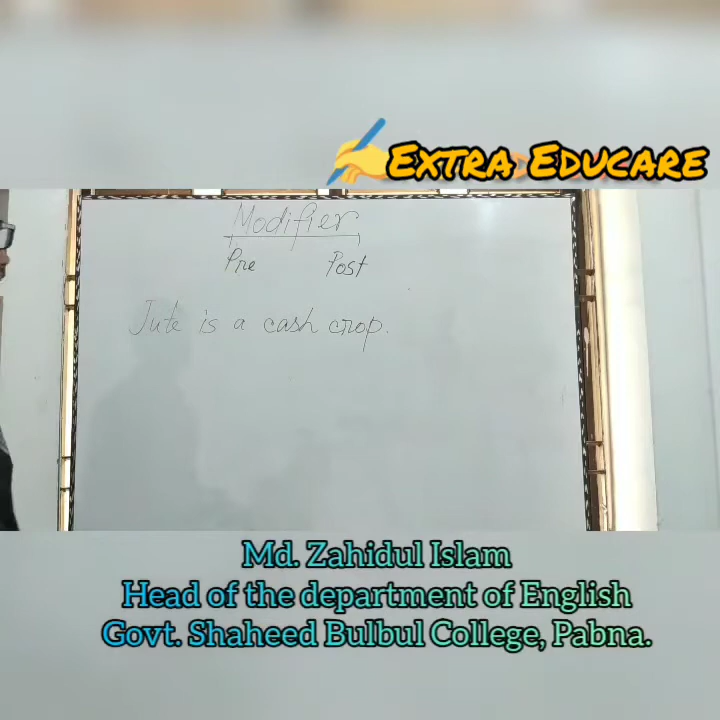 EXTRA EDUCARE
Modifier
Pre Post
Jute is a cash crop.
Md. Zahidul Islam
Head of the department of English
Govt. Shaheed Bulbul College, Pabna.